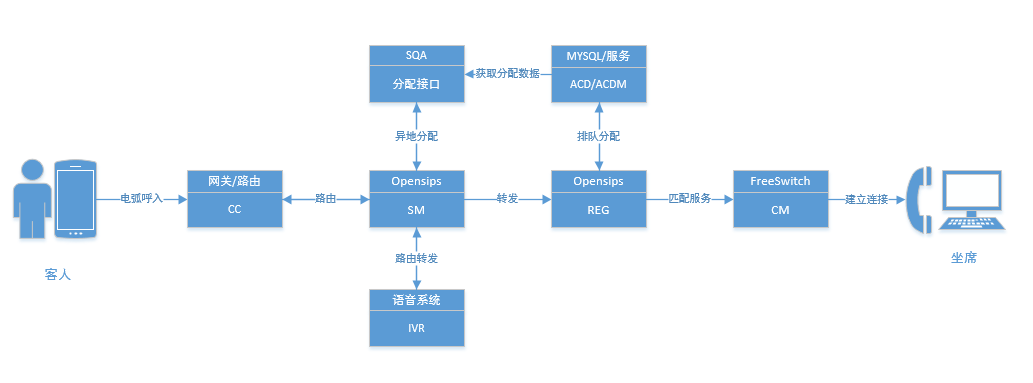 SQA
分配接口
MYSQL/服务
ACD/ACDM
获取分配数据
异地分配
排队分配
客人
电弧呼入
网关/路由
CC
路由
Opensips
SM
转发
Opensips
REG
匹配服务
FreeSwitch
CM
建立连接
坐席
路由转发
语音系统
IVR